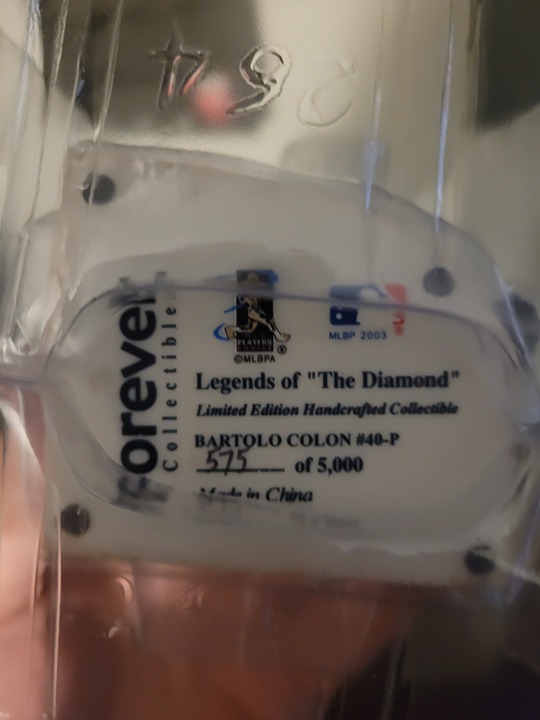 Forever
Collectibles
PLAYERS
©MLBPA ®
MLBP 2003
Legends of "The Diamond"
Limited Edition Handcrafted Collectible
BARTOLO COLON #40-P
575 of 5,000
Made in China